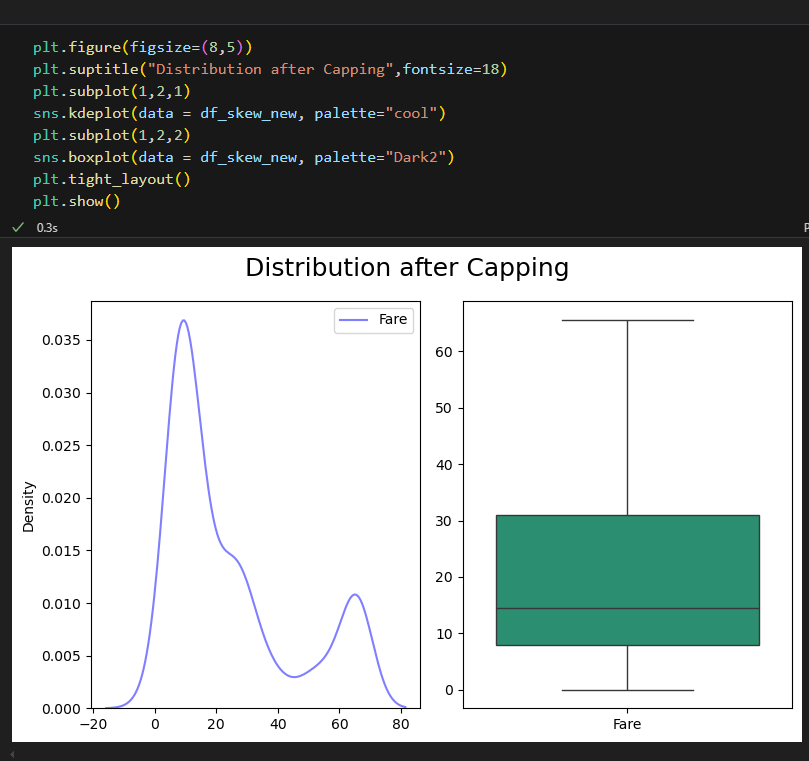 plt.figure(figsize=(8,5))
plt.suptitle("Distribution after Capping",fontsize=18)
plt.subplot(1,2,1)
sns.kdeplot(data = df_skew_new, palette="cool")
plt.subplot(1,2,2)
sns.boxplot(data = df_skew_new, palette="Dark2")
plt.tight_layout()
plt.show()
0.3s
P
Distribution after Capping
Fare
Density
0.035
0.030
0.025
0.020
0.015
0.010
0.005
0.000
−20 0 20 40 60 80
60
50
40
30
20
10
0
Fare